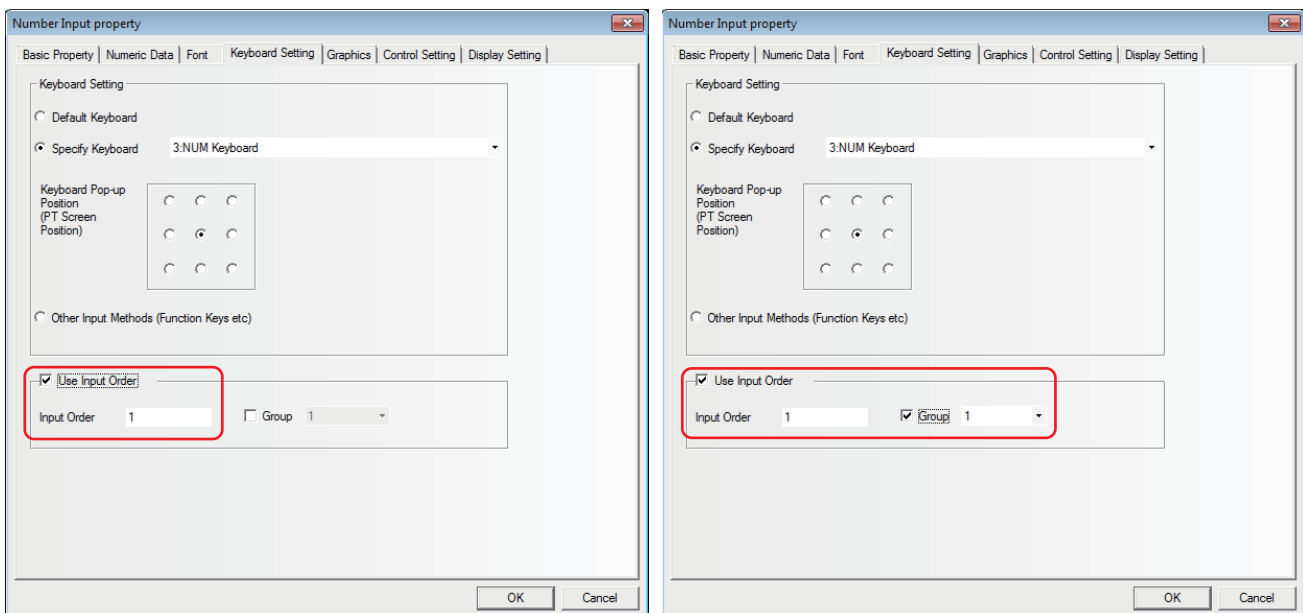 Number Input property
Basic Property Numeric Data Font Keyboard Setting Graphics Control Setting Display Setting
Keyboard Setting
Default Keyboard
Specify Keyboard 3:NUM Keyboard
Keyboard Pop-up
Position
(PT Screen
Position)
Other Input Methods (Function Keys etc)
Use Input Order
Input Order 1 Group 1
OK Cancel
Number Input property
Basic Property Numeric Data Font Keyboard Setting Graphics Control Setting Display Setting
Keyboard Setting
Default Keyboard
Specify Keyboard 3:NUM Keyboard
Keyboard Pop-up
Position
(PT Screen
Position)
Other Input Methods (Function Keys etc)
Use Input Order
Input Order 1 Group 1
OK Cancel